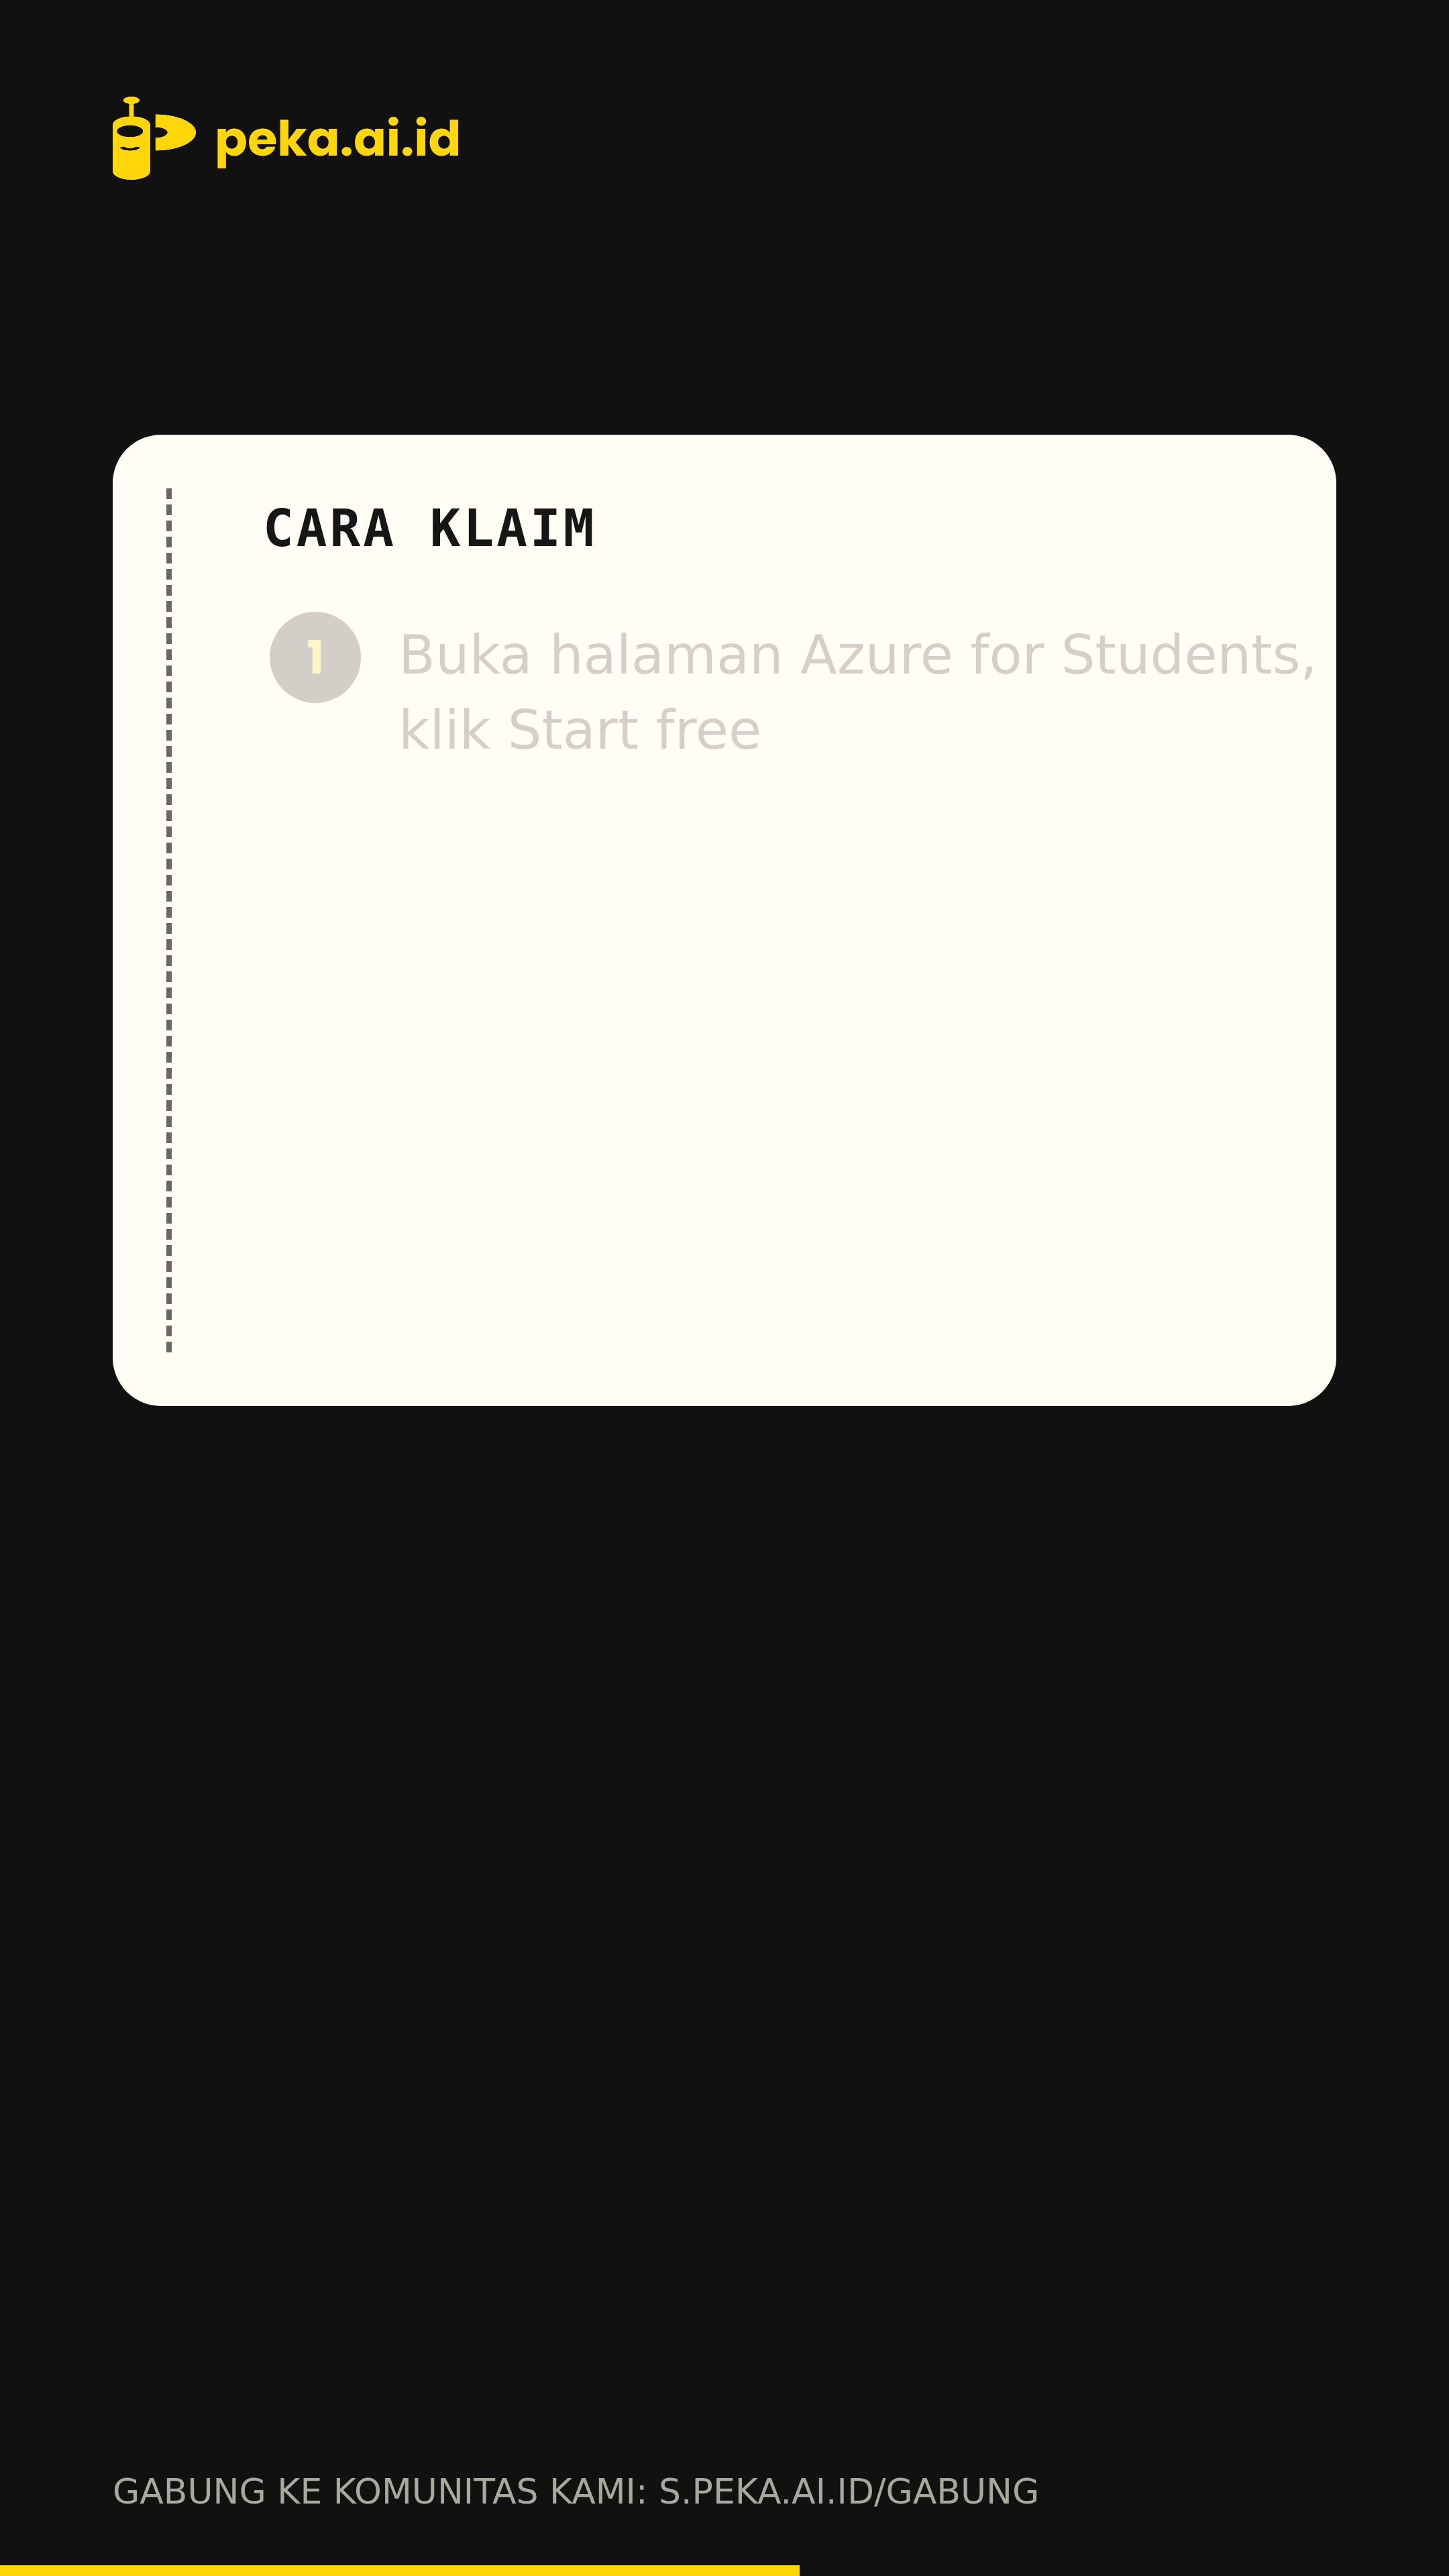 peka.ai.id
CARA KLAIM
1
Buka halaman Azure for Students,
klik Start free
GABUNG KE KOMUNITAS KAMI: S.PEKA.AI.ID/GABUNG